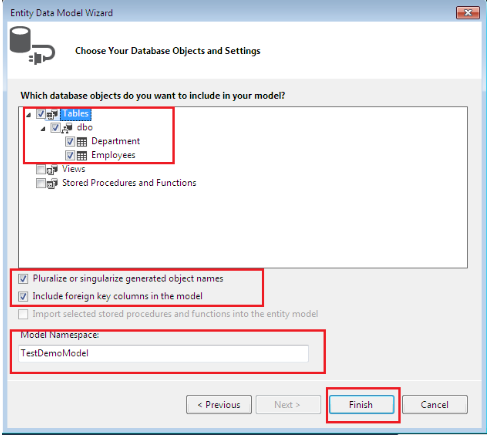 Entity Data Model Wizard
Choose Your Database Objects and Settings
Which database objects do you want to include in your model?
Tables
dbo
Department
Employees
Views
Stored Procedures and Functions
Pluralize or singularize generated object names
Include foreign key columns in the model
Import selected stored procedures and functions into the entity model
Model Namespace:
TestDemoModel
< Previous Next > Finish Cancel